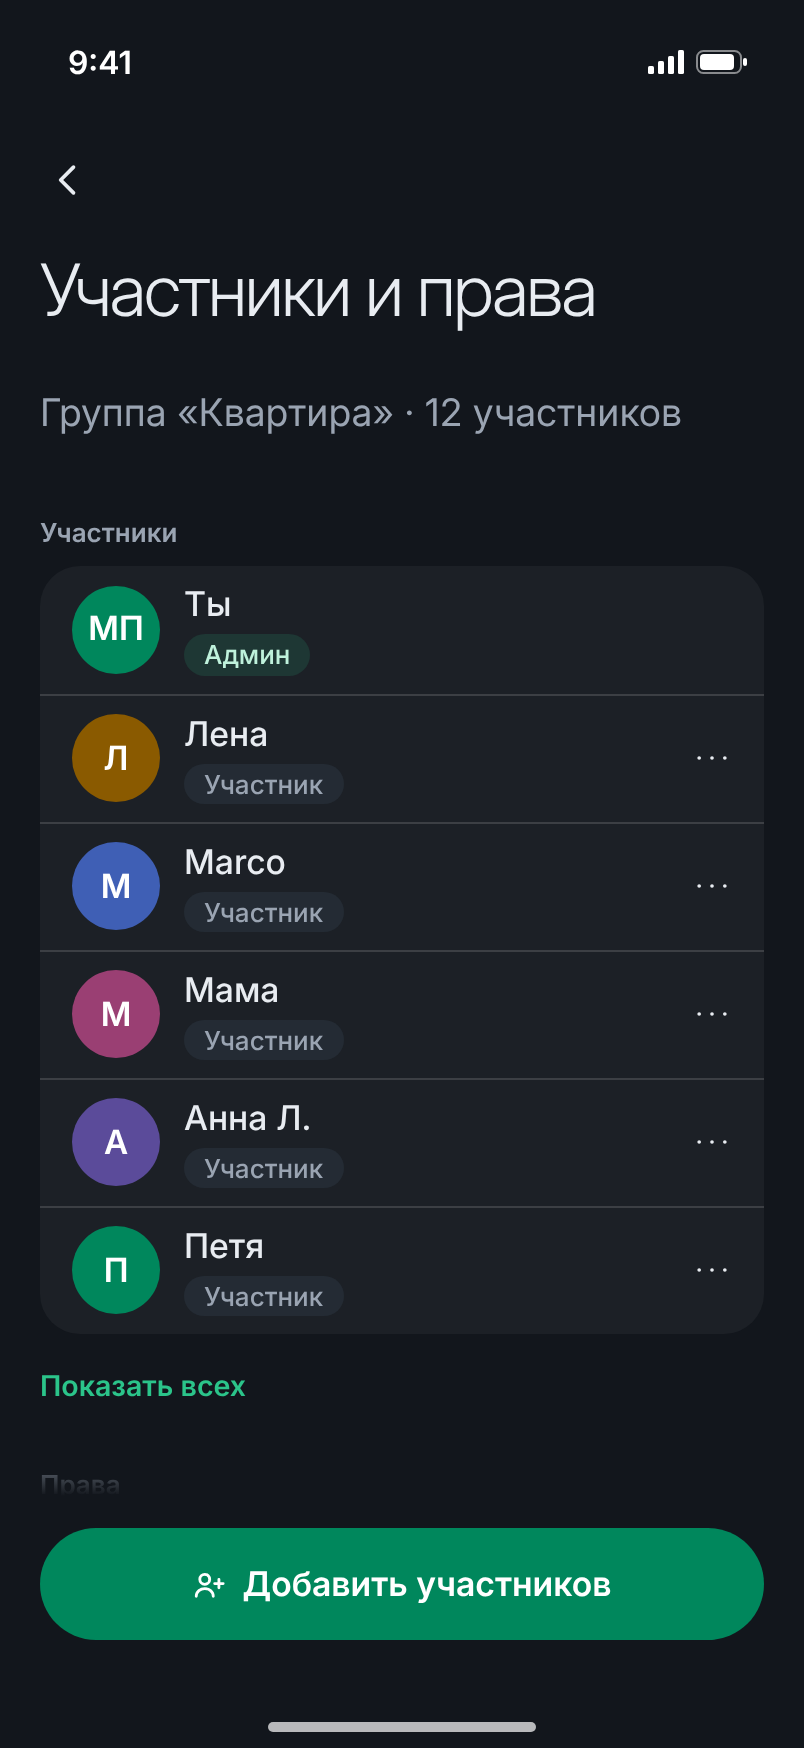 9:41
Участники и права
Группа «Квартира» · 12 участников
Участники
МП
Ты
Админ
Л
Лена
Участник
···
М
Marco
Участник
···
М
Мама
Участник
···
А
Анна Л.
Участник
···
П
Петя
Участник
···
Показать всех
Права
Добавить участников